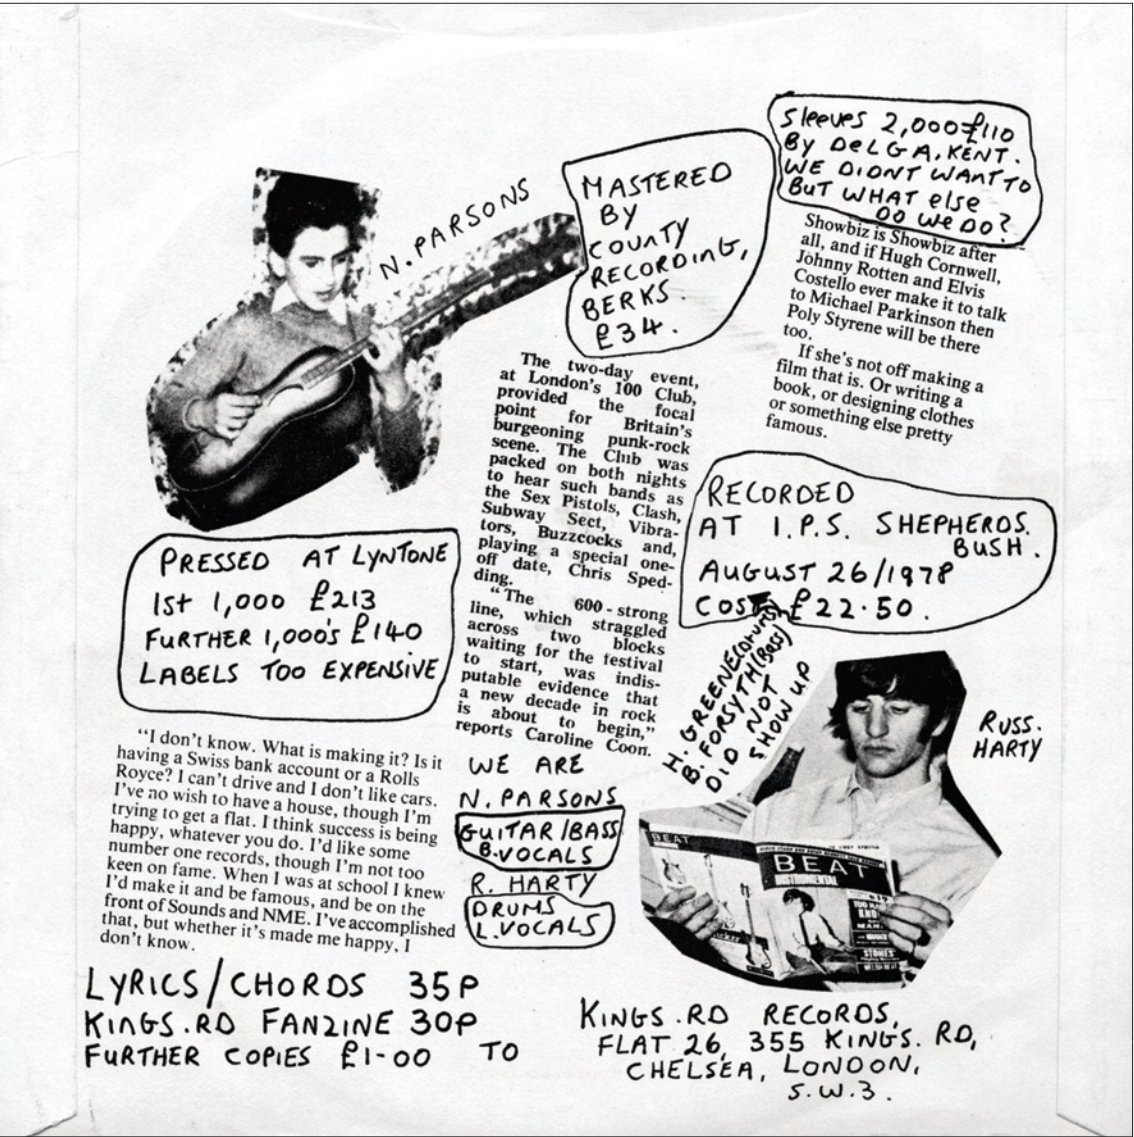 Sleeves 2,000 £110
By DeLGA, KENT.
WE DIDNT WANT TO
BUT WHAT else
DO WE DO?
MASTERED
BY
COUNTY
RECORDING,
BERKS.
£34.
N. PARSONS
Showbiz is Showbiz after
all, and if Hugh Cornwell,
Johnny Rotten and Elvis
Costello ever make it to talk
to Michael Parkinson then
Poly Styrene will be there
too.
If she's not off making a
film that is. Or writing a
book, or designing clothes
or something else pretty
famous.
The two-day event,
at London's 100 Club,
provided the focal
point for Britain's
burgeoning punk-rock
scene. The Club was
packed on both nights
to hear such bands as
the Sex Pistols, Clash,
Subway Sect, Vibra-
tors, Buzzcocks and,
playing a special one-
off date, Chris Sped-
ding.
"The 600-strong
line, which straggled
across two blocks
waiting for the festival
to start, was indis-
putable evidence that
a new decade in rock
is about to begin,"
reports Caroline Coon.
RECORDED
AT I.P.S. SHEPHERDS.
BUSH.
AUGUST 26/1978
COST £22.50.
H. GREENE (DRUMS)
B. FORSYTH (BASS)
DID NOT
SHOW UP
PRESSED AT LYNTONE
1st 1,000 £213
FURTHER 1,000's £140
LABELS TOO EXPENSIVE
"I don't know. What is making it? Is it
having a Swiss bank account or a Rolls
Royce? I can't drive and I don't like cars.
I've no wish to have a house, though I'm
trying to get a flat. I think success is being
happy, whatever you do. I'd like some
number one records, though I'm not too
keen on fame. When I was at school I knew
I'd make it and be famous, and be on the
front of Sounds and NME. I've accomplished
that, but whether it's made me happy, I
don't know.
WE ARE
N. PARSONS
GUITAR/BASS
B.VOCALS
R. HARTY
DRUMS
L.VOCALS
RUSS.
HARTY
BEAT
BEAT
INSTRUMENTAL
STONES'
LYRICS/CHORDS 35P
KINGS.RD FANZINE 30P
FURTHER COPIES £1-00 TO
KINGS.RD RECORDS,
FLAT 26, 355 KINGS. RD,
CHELSEA, LONDON,
S.W.3.